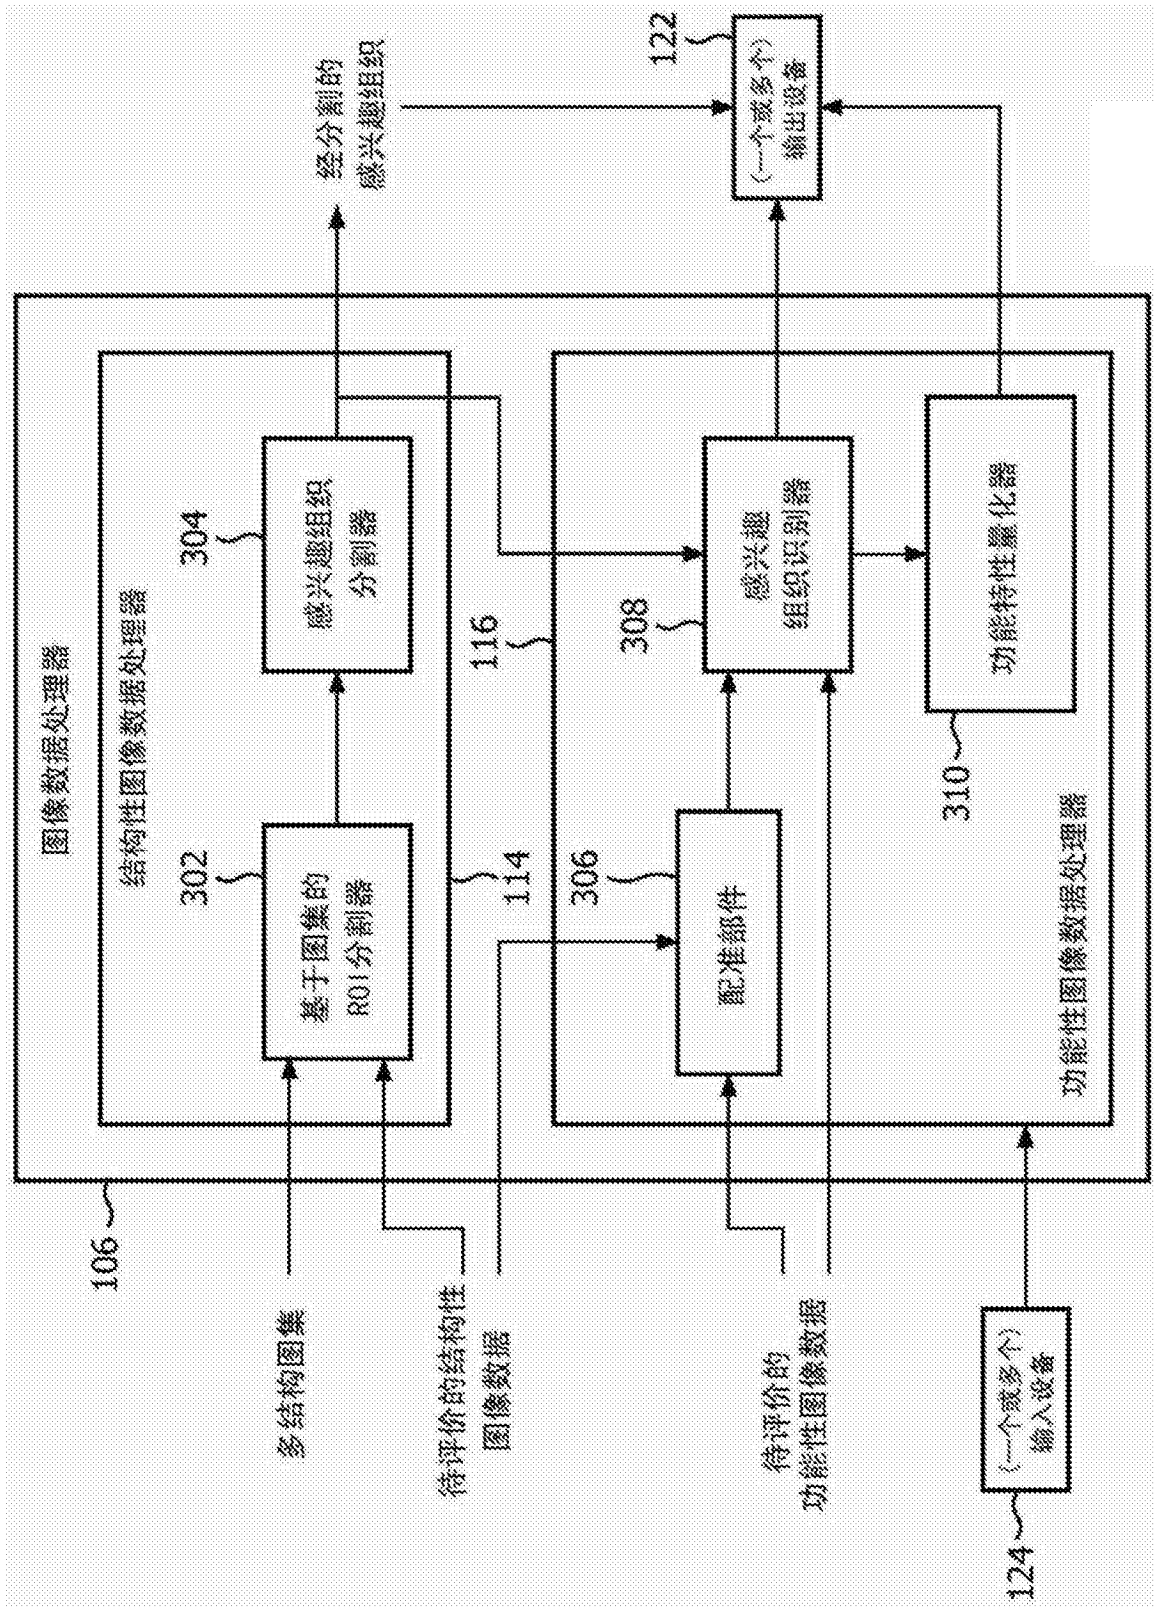 图像数据处理器
106
结构性图像数据处理器
302
基于图集的
ROI分割器
304
感兴趣组织
分割器
经分割的
感兴趣组织
多结构图集
待评价的结构性
图像数据
114
116
306
配准部件
308
感兴趣
组织识别器
122
(一个或多个)
输出设备
待评价的
功能性图像数据
310
功能特性量化器
功能性图像数据处理器
124
(一个或多个)
输入设备